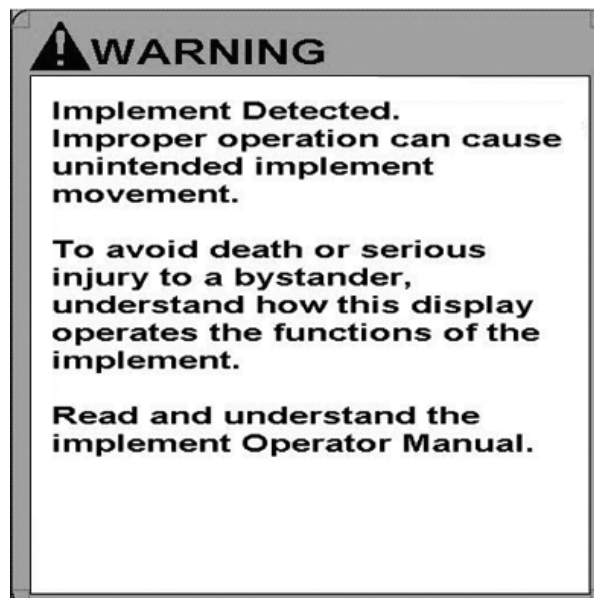 WARNING
Implement Detected.
Improper operation can cause
unintended implement
movement.
To avoid death or serious
injury to a bystander,
understand how this display
operates the functions of the
implement.
Read and understand the
implement Operator Manual.